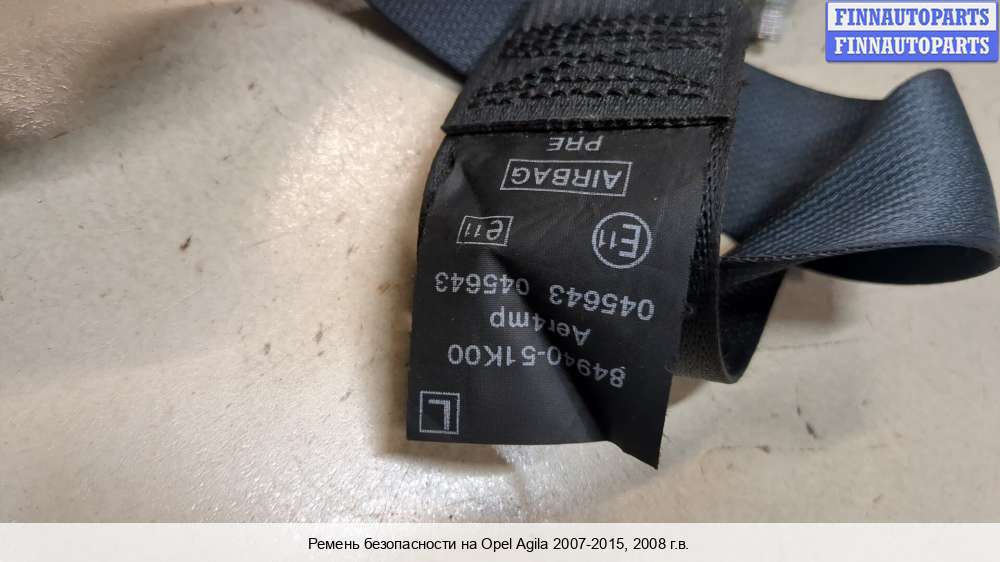 FINNAUTOPARTS
FINNAUTOPARTS
L
84940-51K00
Aer4mp
045643 045643
E11 e11
AIRBAG
PRE
Ремень безопасности на Opel Agila 2007-2015, 2008 г.в.